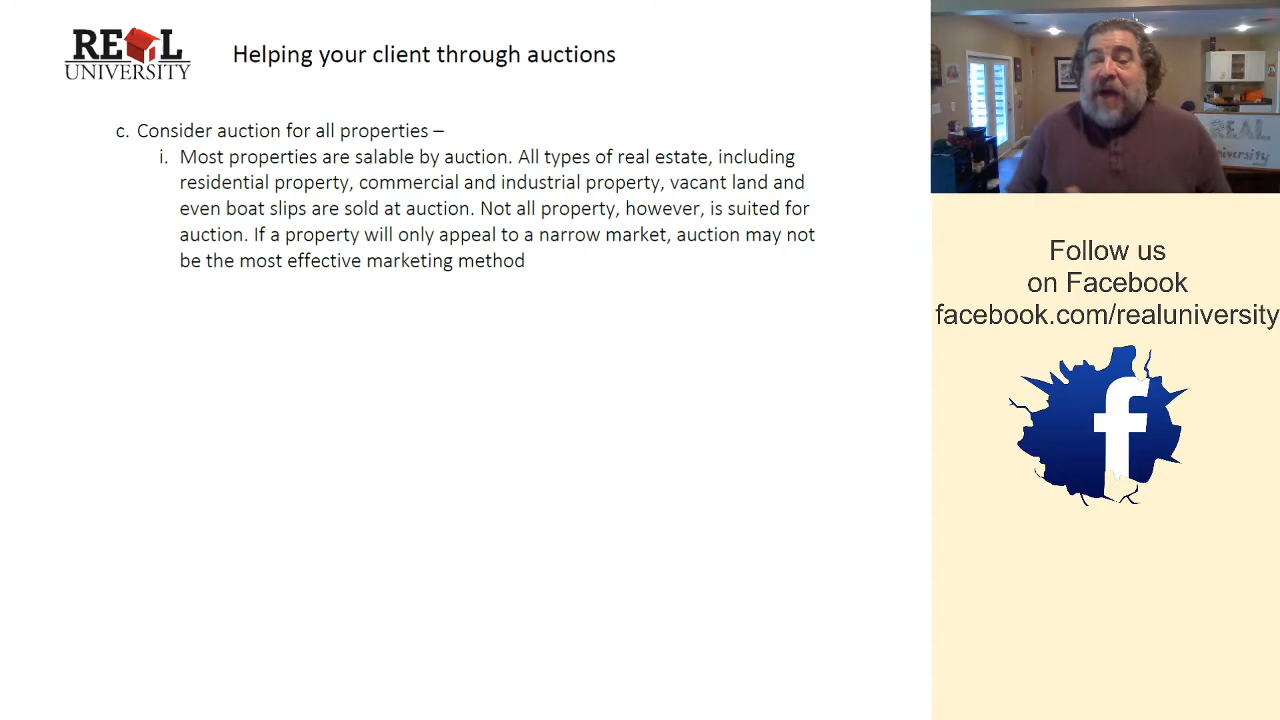 REAL
UNIVERSITY
Helping your client through auctions
c. Consider auction for all properties –
i. Most properties are salable by auction. All types of real estate, including
residential property, commercial and industrial property, vacant land and
even boat slips are sold at auction. Not all property, however, is suited for
auction. If a property will only appeal to a narrow market, auction may not
be the most effective marketing method
REAL
University
Follow us
on Facebook
facebook.com/realuniversity
f